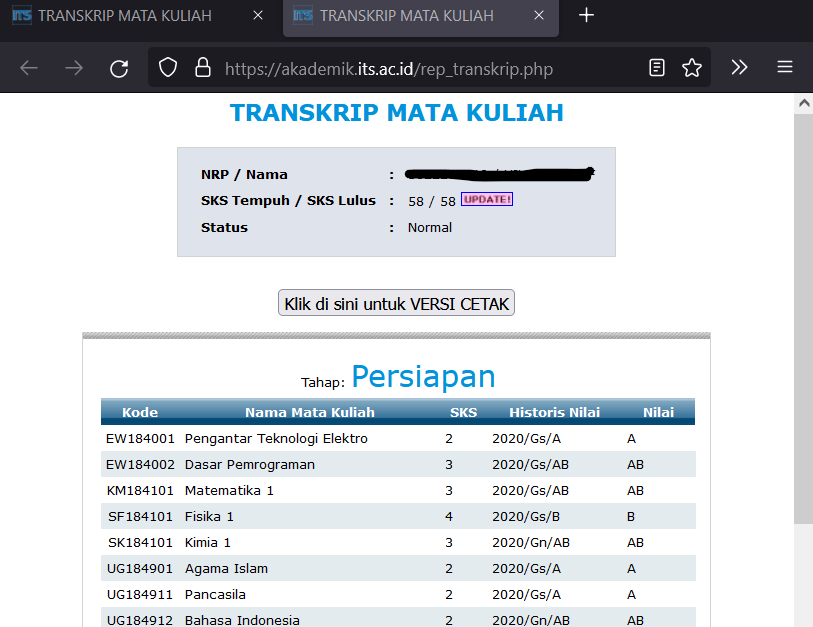 ITS TRANSKRIP MATA KULIAH
ITS TRANSKRIP MATA KULIAH
https://akademik.its.ac.id/rep_transkrip.php
TRANSKRIP MATA KULIAH
NRP / Nama :
SKS Tempuh / SKS Lulus : 58 / 58 UPDATE!
Status : Normal
Klik di sini untuk VERSI CETAK
Tahap: Persiapan
Kode Nama Mata Kuliah SKS Historis Nilai Nilai
EW184001 Pengantar Teknologi Elektro 2 2020/Gs/A A
EW184002 Dasar Pemrograman 3 2020/Gs/AB AB
KM184101 Matematika 1 3 2020/Gs/AB AB
SF184101 Fisika 1 4 2020/Gs/B B
SK184101 Kimia 1 3 2020/Gn/AB AB
UG184901 Agama Islam 2 2020/Gs/A A
UG184911 Pancasila 2 2020/Gs/A A
UG184912 Bahasa Indonesia 2 2020/Gn/AB AB